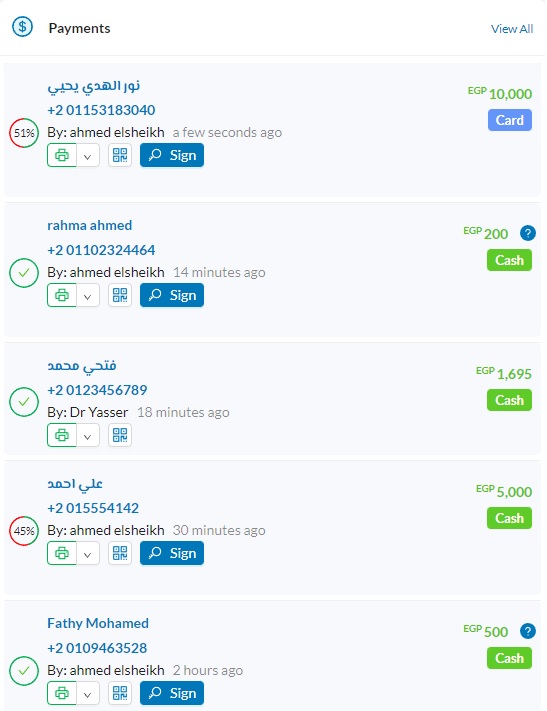 Payments
View All
نور الهدي يحيي
EGP 10,000
+2 01153183040
Card
51%
By: ahmed elsheikh a few seconds ago
Sign
rahma ahmed
EGP 200 ?
+2 01102324464
Cash
By: ahmed elsheikh 14 minutes ago
Sign
فتحي محمد
EGP 1,695
+2 0123456789
Cash
By: Dr Yasser 18 minutes ago
علي احمد
EGP 5,000
+2 015554142
Cash
45%
By: ahmed elsheikh 30 minutes ago
Sign
Fathy Mohamed
EGP 500 ?
+2 0109463528
Cash
By: ahmed elsheikh 2 hours ago
Sign